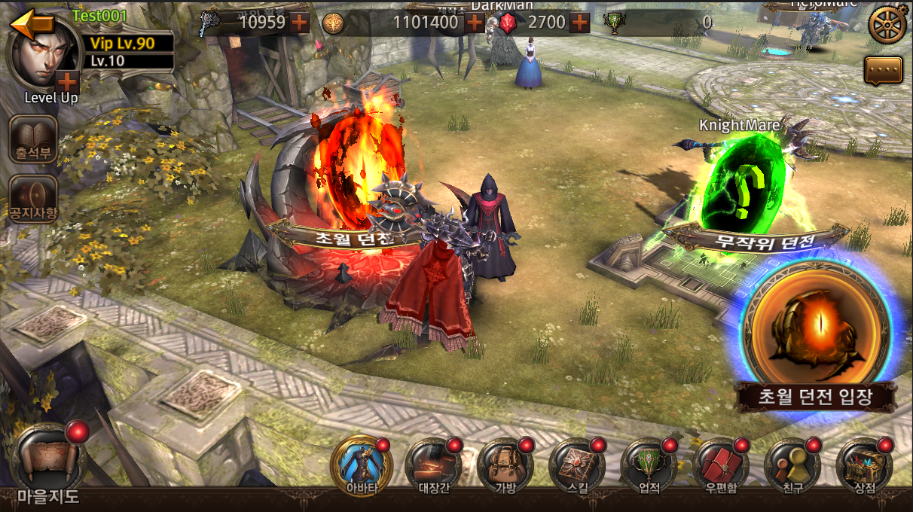 Test001
Vip Lv.90
Lv.10
Level Up
10959
1101400
2700
0
DarkMan
HeroMare
출석부
공지사항
KnightMare
초월 던전
무작위 던전
초월 던전 입장
마을지도
아바타
대장간
가방
스킬
업적
우편함
친구
상점